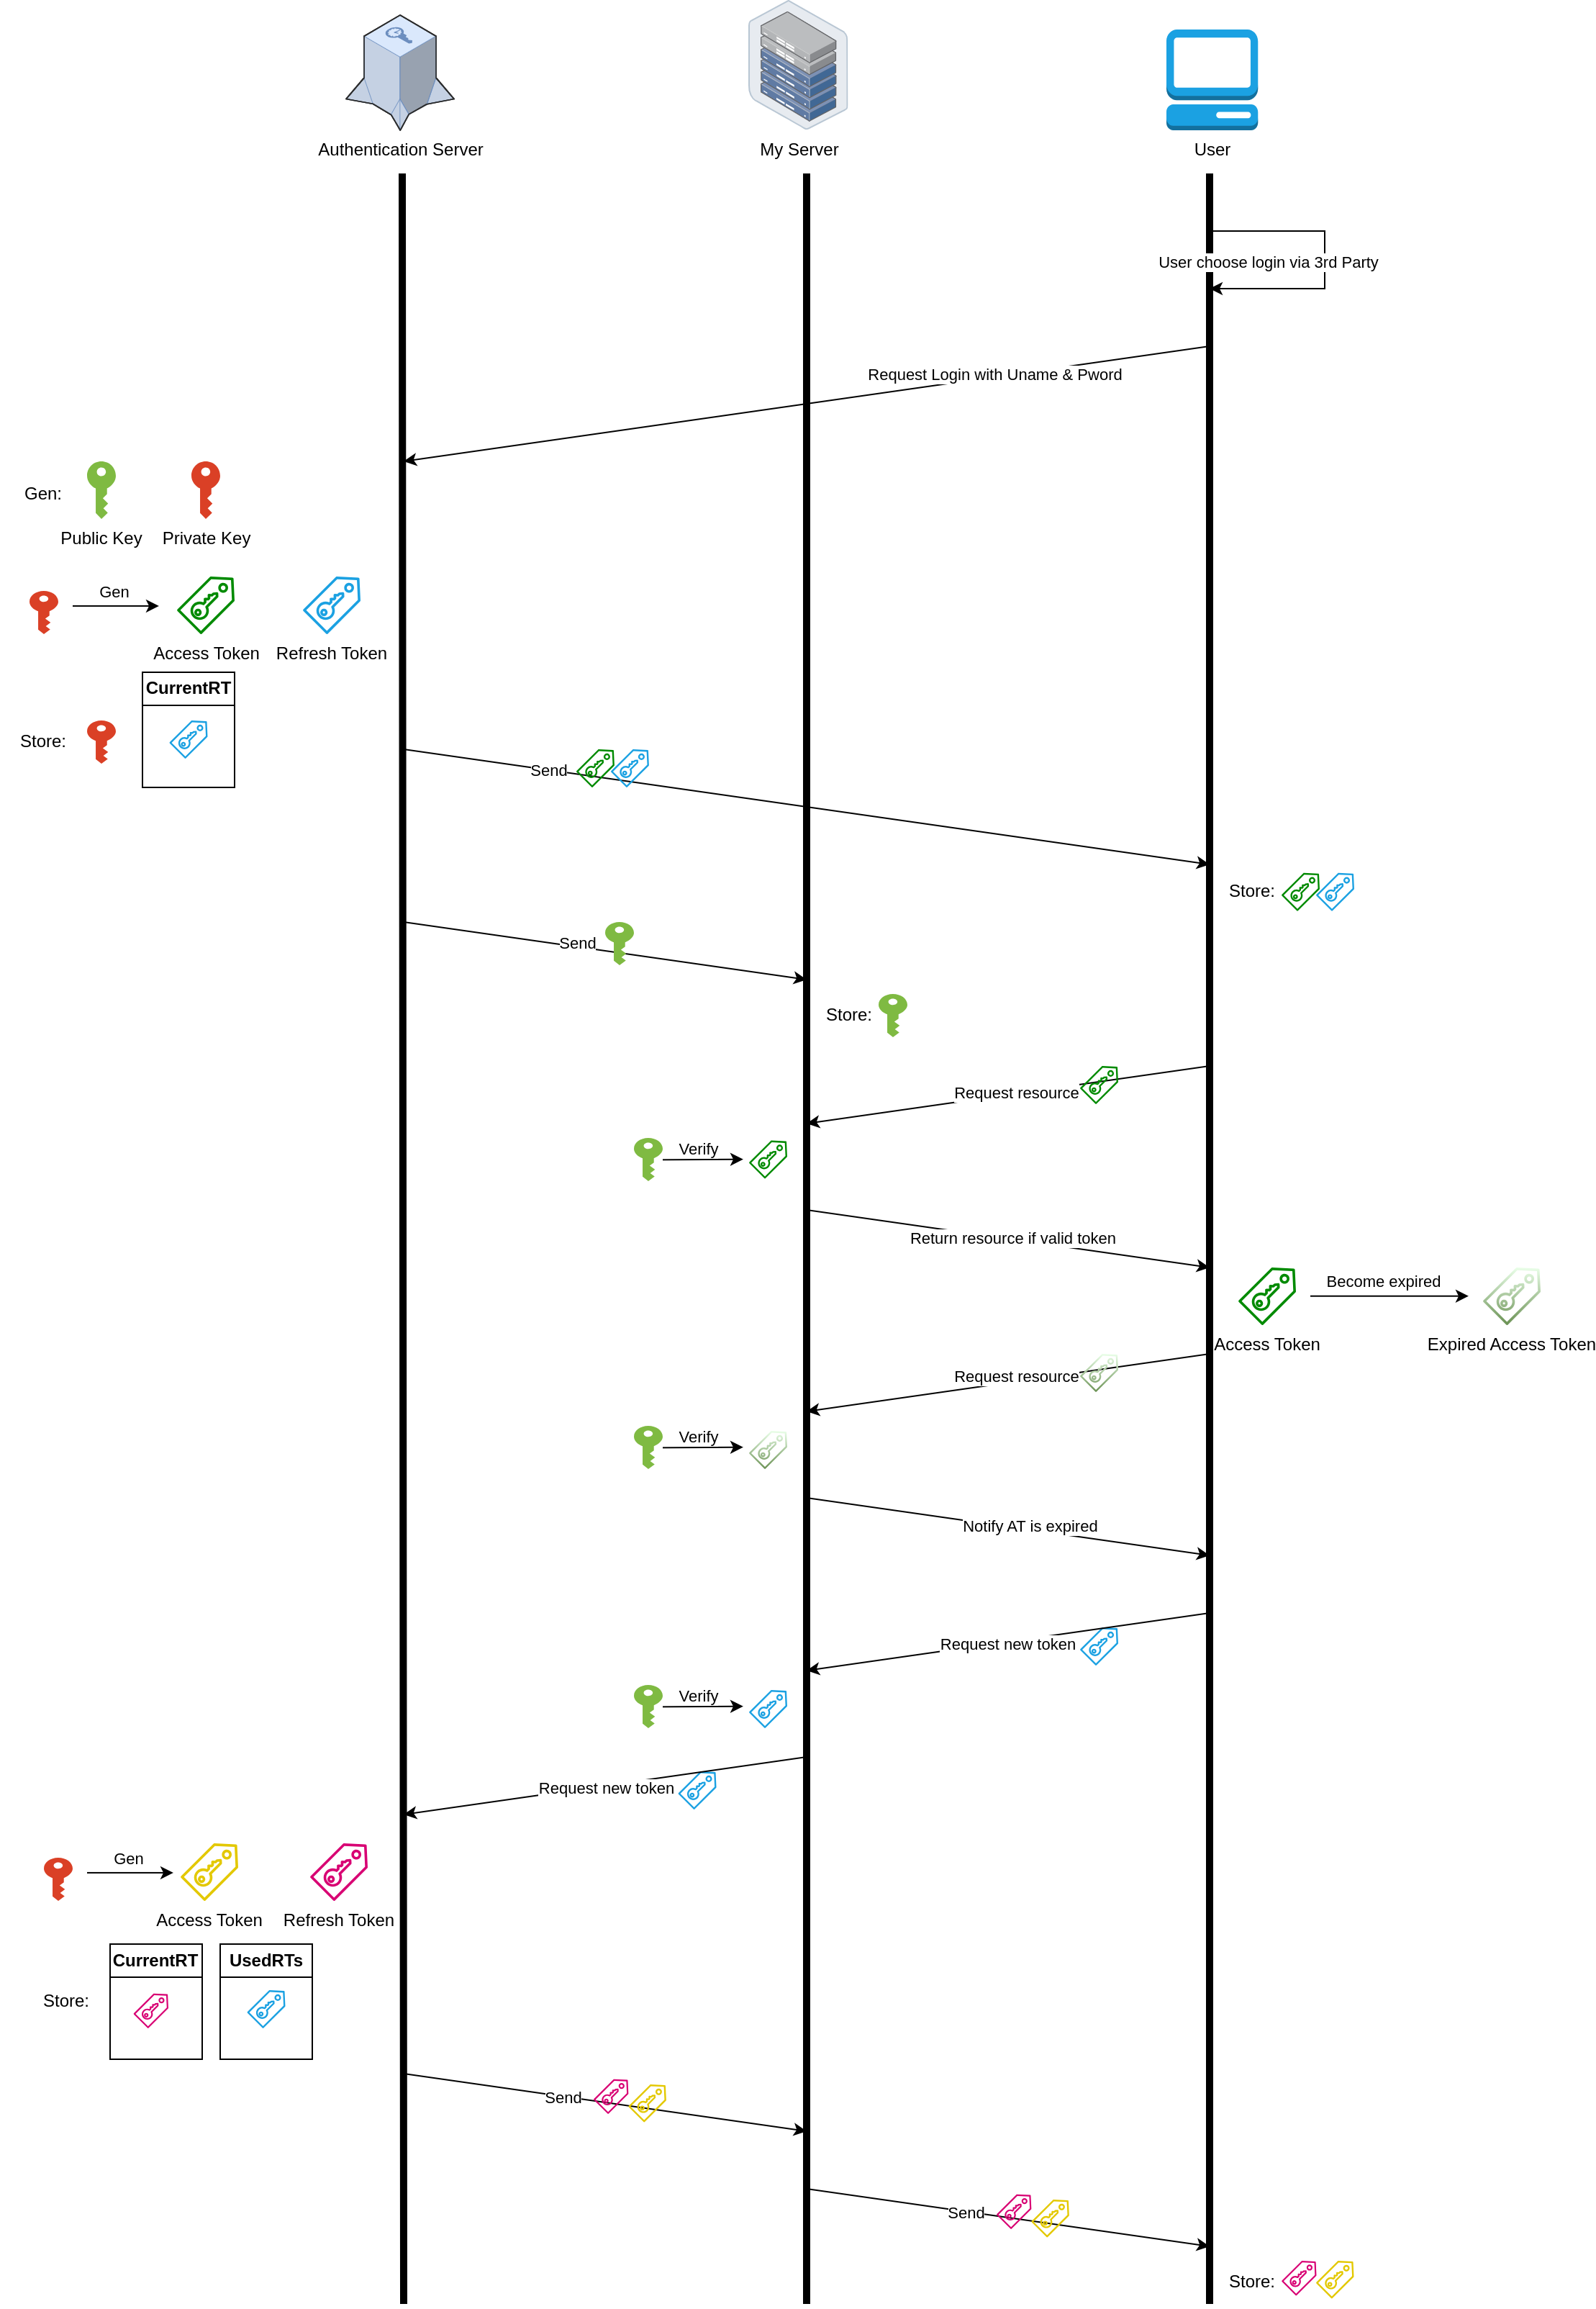 Authentication Server
My Server
User
User choose login via 3rd Party
Request Login with Uname & Pword
Gen:
Public Key
Private Key
Gen
Access Token
Refresh Token
CurrentRT
Store:
Send
Store:
Send
Store:
Request resource
Verify
Return resource if valid token
Become expired
Access Token
Expired Access Token
Request resource
Verify
Notify AT is expired
Request new token
Verify
Request new token
Gen
Access Token
Refresh Token
CurrentRT
UsedRTs
Store:
Send
Send
Store: